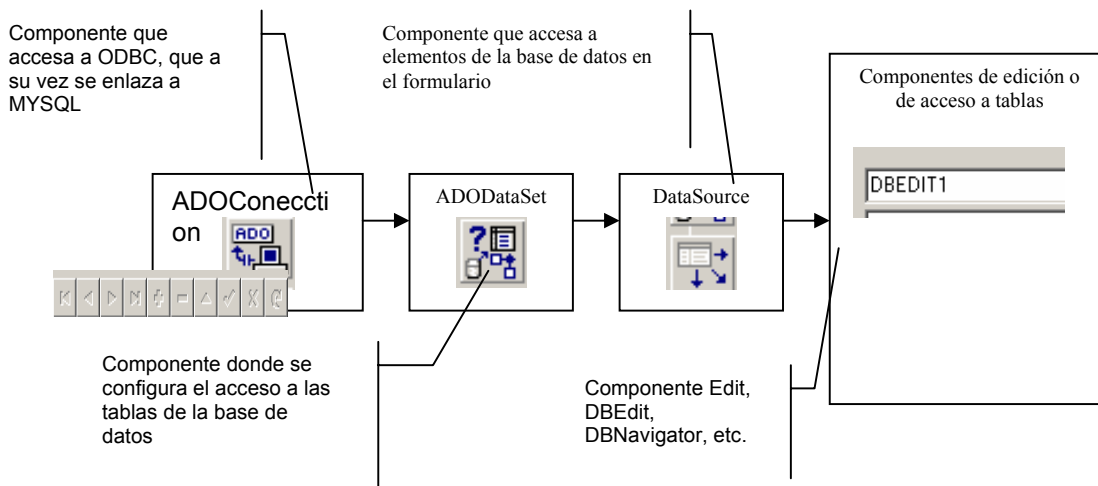 Componente que
accesa a ODBC, que a
su vez se enlaza a
MYSQL
Componente que accesa a
elementos de la base de datos en
el formulario
Componentes de edición o
de acceso a tablas
DBEDIT1
ADOConeccti
on
ADO
ADODataSet
DataSource
Componente donde se
configura el acceso a las
tablas de la base de
datos
Componente Edit,
DBEdit,
DBNavigator, etc.